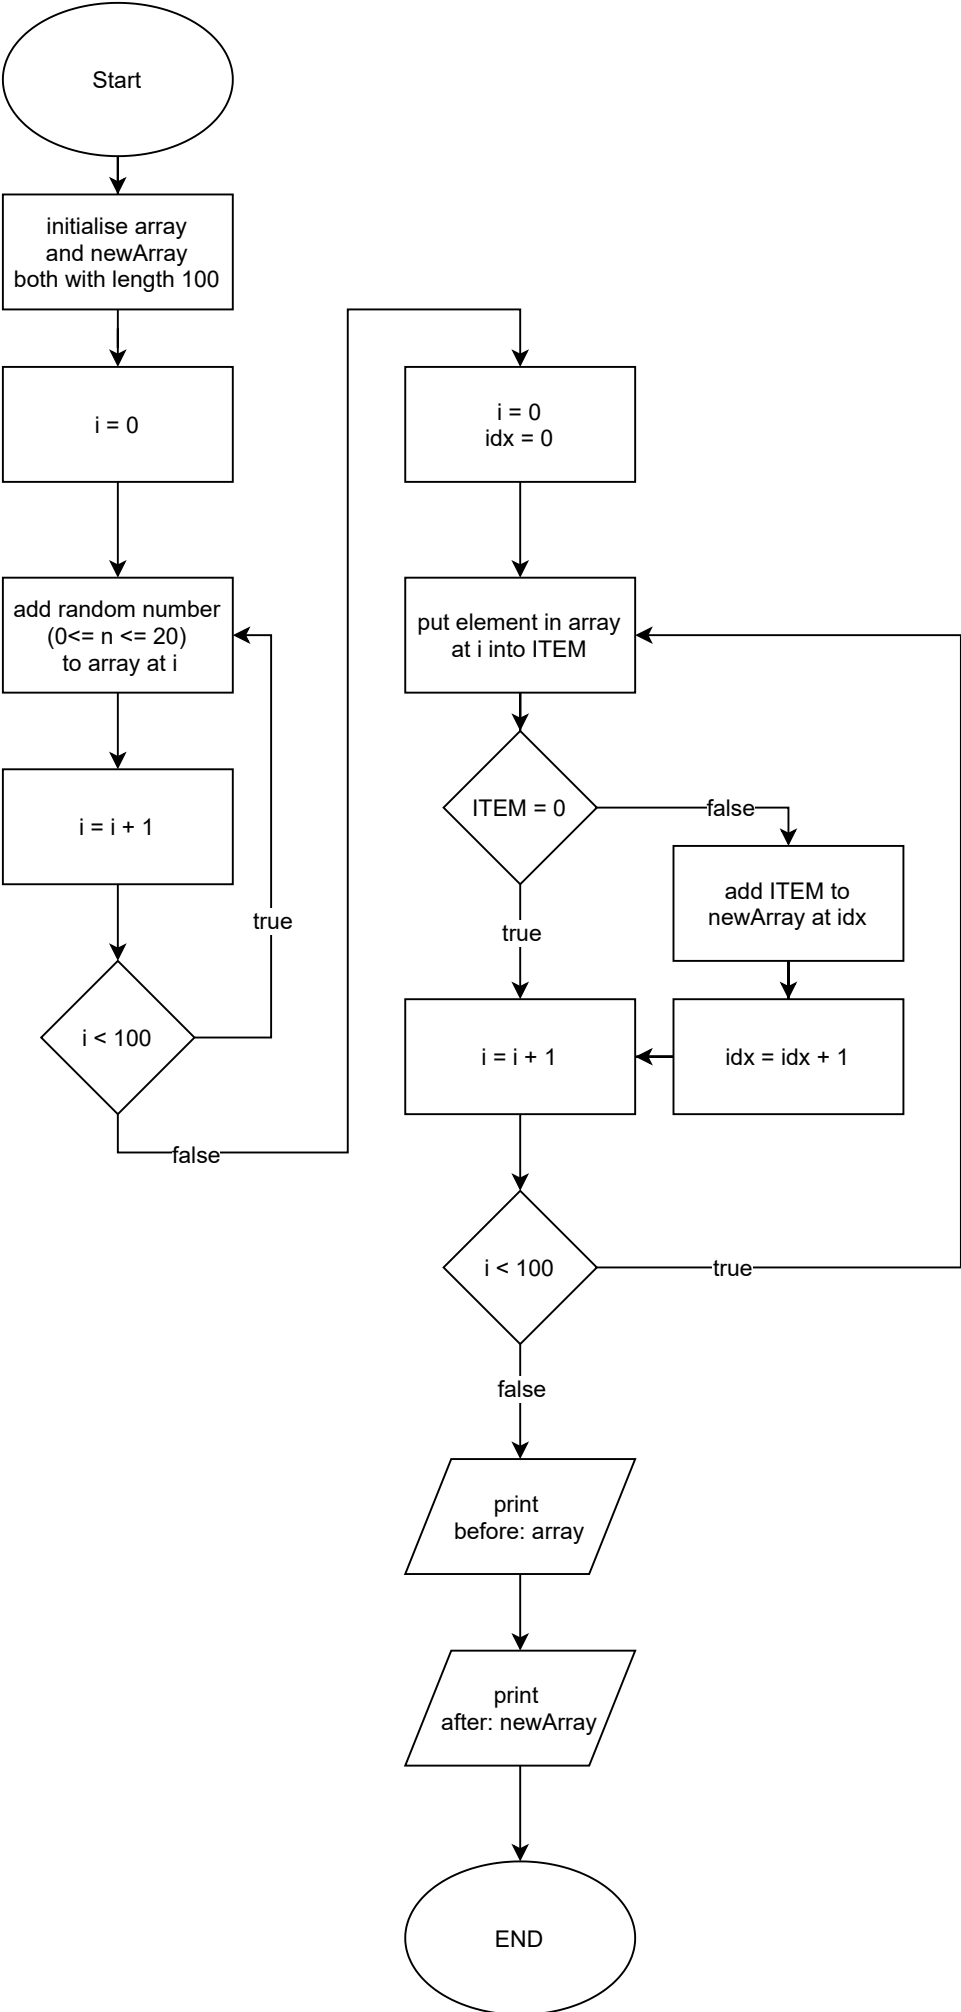 Start
initialise array
and newArray
both with length 100
i = 0
add random number
(0<= n <= 20)
to array at i
i = i + 1
true
i < 100
false
i = 0
idx = 0
put element in array
at i into ITEM
ITEM = 0
false
add ITEM to
newArray at idx
true
i = i + 1
idx = idx + 1
i < 100
true
false
print
before: array
print
after: newArray
END